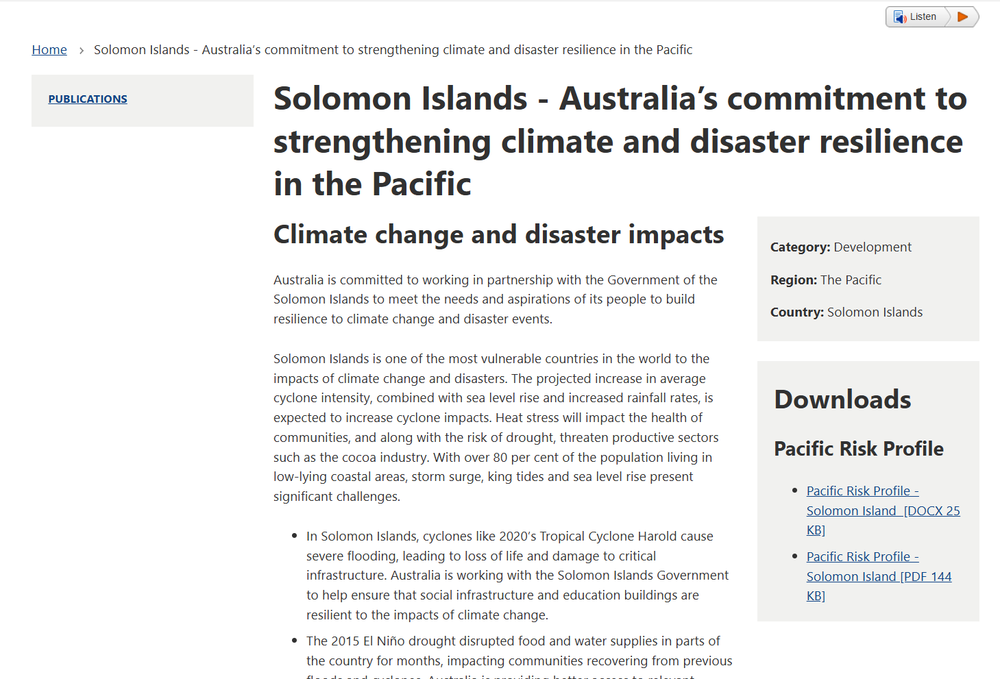 Listen
Home › Solomon Islands - Australia’s commitment to strengthening climate and disaster resilience in the Pacific
PUBLICATIONS
Solomon Islands - Australia’s commitment to
strengthening climate and disaster resilience
in the Pacific
Climate change and disaster impacts
Australia is committed to working in partnership with the Government of the
Solomon Islands to meet the needs and aspirations of its people to build
resilience to climate change and disaster events.
Solomon Islands is one of the most vulnerable countries in the world to the
impacts of climate change and disasters. The projected increase in average
cyclone intensity, combined with sea level rise and increased rainfall rates, is
expected to increase cyclone impacts. Heat stress will impact the health of
communities, and along with the risk of drought, threaten productive sectors
such as the cocoa industry. With over 80 per cent of the population living in
low-lying coastal areas, storm surge, king tides and sea level rise present
significant challenges.
• In Solomon Islands, cyclones like 2020’s Tropical Cyclone Harold cause
severe flooding, leading to loss of life and damage to critical
infrastructure. Australia is working with the Solomon Islands Government
to help ensure that social infrastructure and education buildings are
resilient to the impacts of climate change.
• The 2015 El Niño drought disrupted food and water supplies in parts of
the country for months, impacting communities recovering from previous
floods and cyclones. Australia is providing better access to relevant
Category: Development
Region: The Pacific
Country: Solomon Islands
Downloads
Pacific Risk Profile
• Pacific Risk Profile -
Solomon Island [DOCX 25
KB]
• Pacific Risk Profile -
Solomon Island [PDF 144
KB]